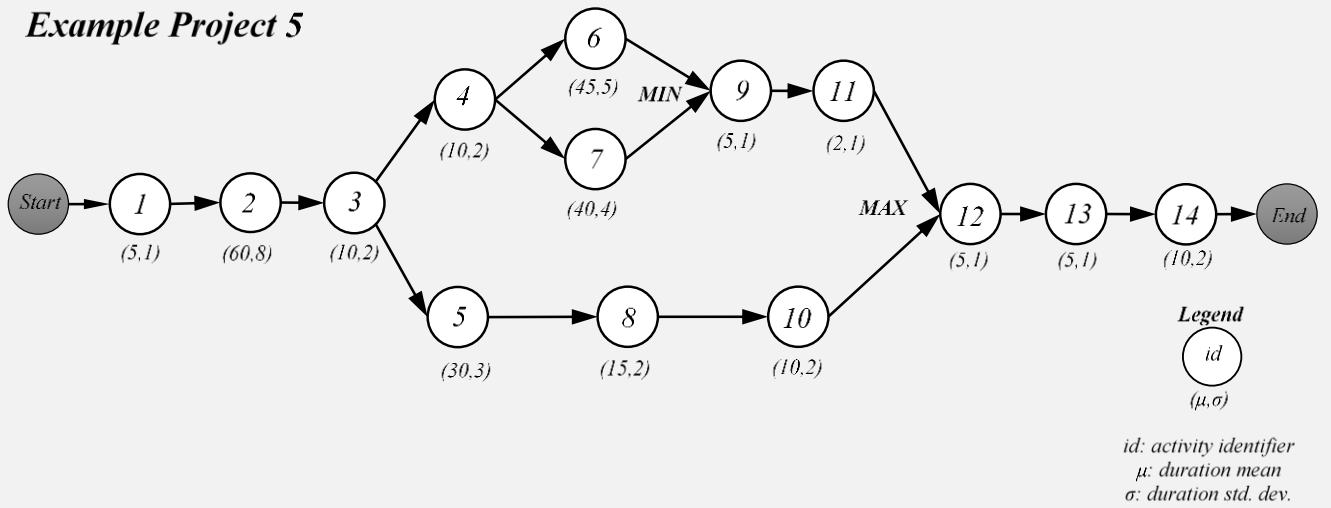 Example Project 5
6
(45,5)
4
(10,2)
MIN
9
(5,1)
11
(2,1)
7
(40,4)
Start
1
(5,1)
2
(60,8)
3
(10,2)
MAX
12
(5,1)
13
(5,1)
14
(10,2)
End
5
(30,3)
8
(15,2)
10
(10,2)
Legend
id
(μ,σ)
id: activity identifier
μ: duration mean
σ: duration std. dev.